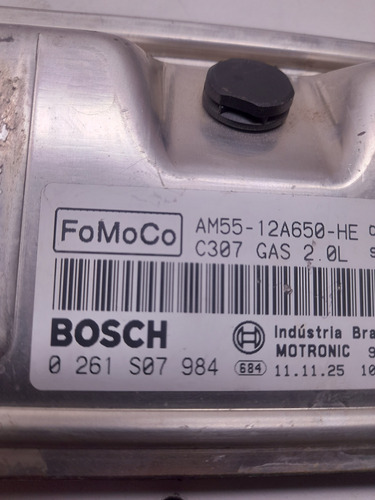 FoMoCo
AM55-12A650-HE
C307 GAS 2.0L
BOSCH
Indústria
MOTRONIC
0 261 S07 984
684
11.11.25